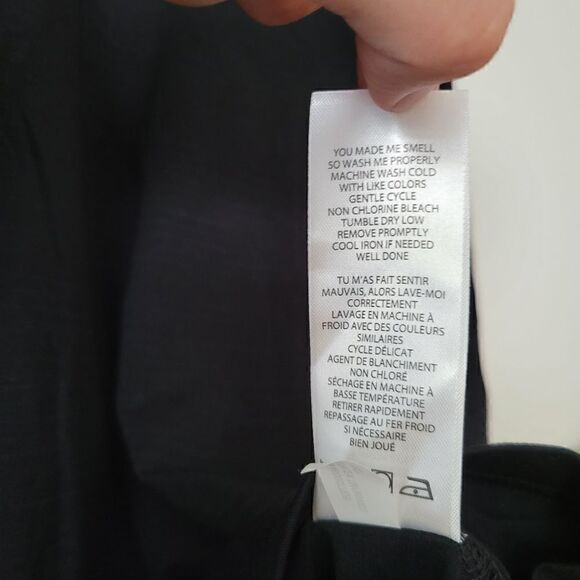 YOU MADE ME SMELL
SO WASH ME PROPERLY
MACHINE WASH COLD
WITH LIKE COLORS
GENTLE CYCLE
NON CHLORINE BLEACH
TUMBLE DRY LOW
REMOVE PROMPTLY
COOL IRON IF NEEDED
WELL DONE
TU M'AS FAIT SENTIR
MAUVAIS, ALORS LAVE-MOI
CORRECTEMENT
LAVAGE EN MACHINE À
FROID AVEC DES COULEURS
SIMILAIRES
CYCLE DÉLICAT
AGENT DE BLANCHIMENT
NON CHLORÉ
SÉCHAGE EN MACHINE À
BASSE TEMPÉRATURE
RETIRER RAPIDEMENT
REPASSAGE AU FER FROID
SI NÉCESSAIRE
BIEN JOUÉ